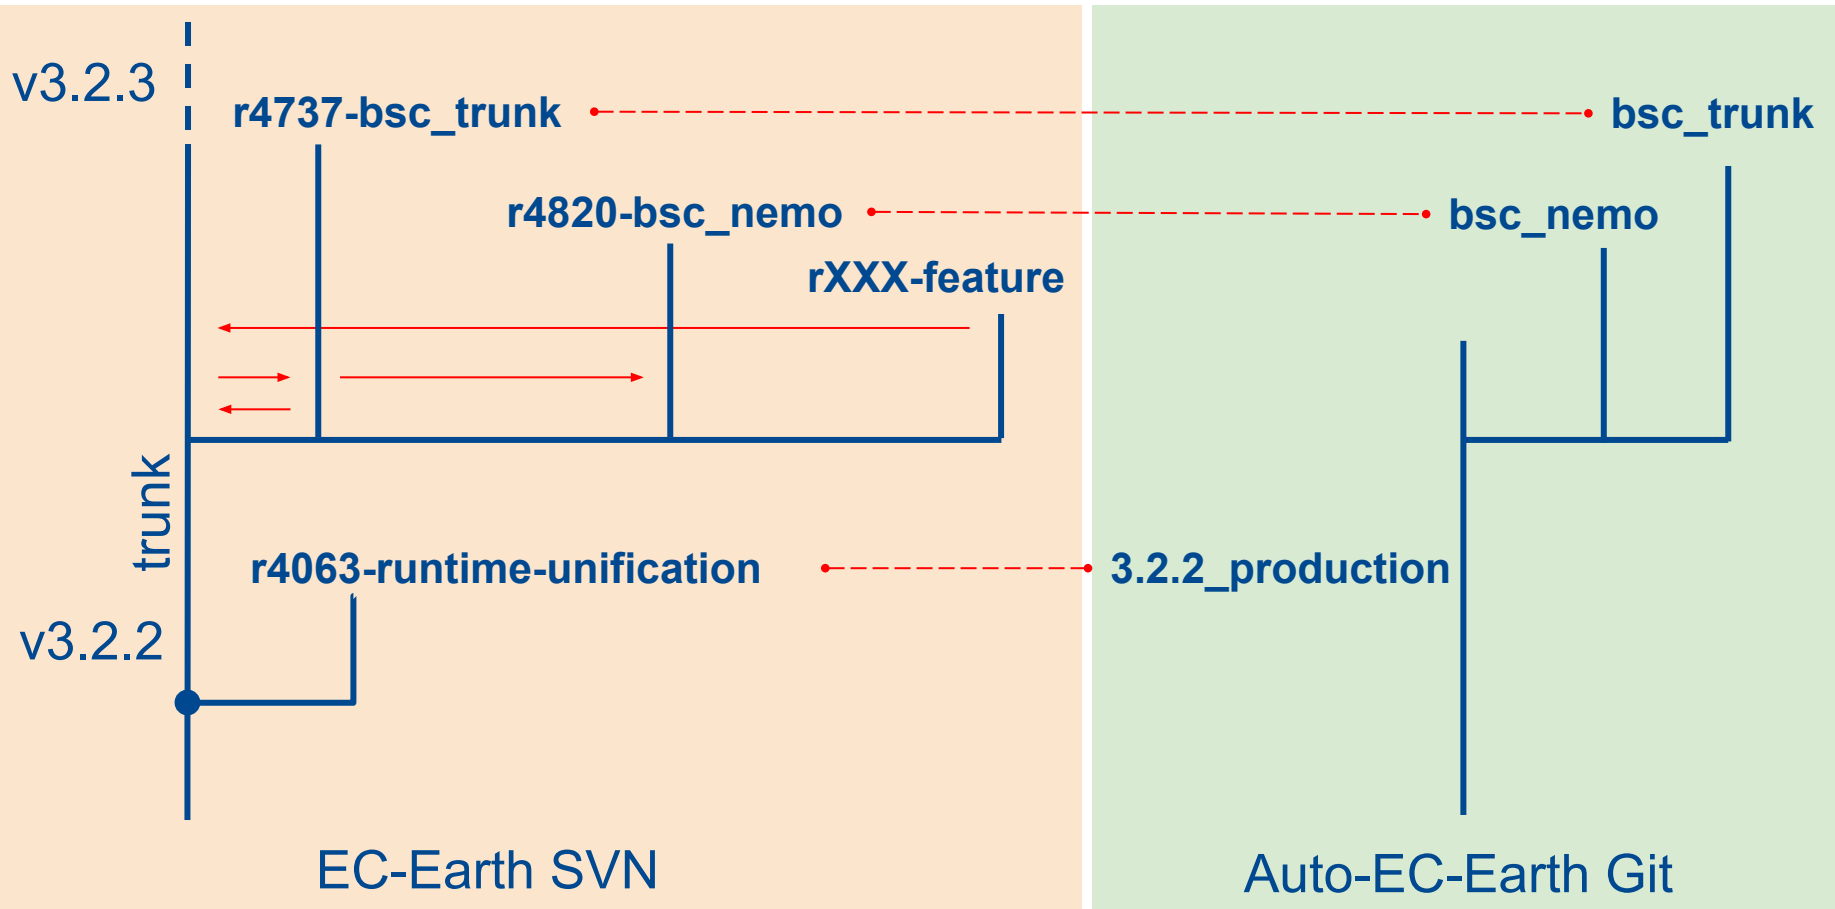 v3.2.3
r4737-bsc_trunk
bsc_trunk
r4820-bsc_nemo
bsc_nemo
rXXX-feature
trunk
r4063-runtime-unification
3.2.2_production
v3.2.2
EC-Earth SVN
Auto-EC-Earth Git